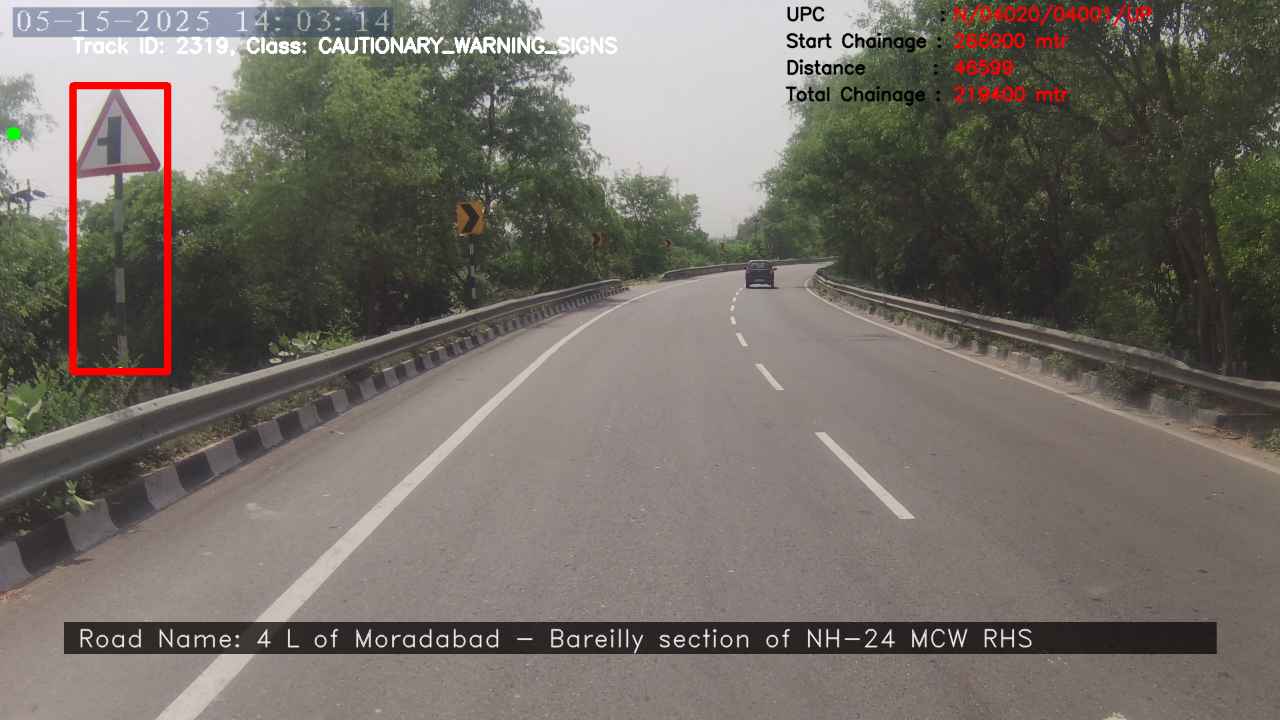 05-15-2025 14:03:14
Track ID: 2319, Class: CAUTIONARY_WARNING_SIGNS
UPC : N/04020/04001/UP
Start Chainage : 266000 mtr
Distance : 46599
Total Chainage : 219400 mtr
Road Name: 4 L of Moradabad - Bareilly section of NH-24 MCW RHS